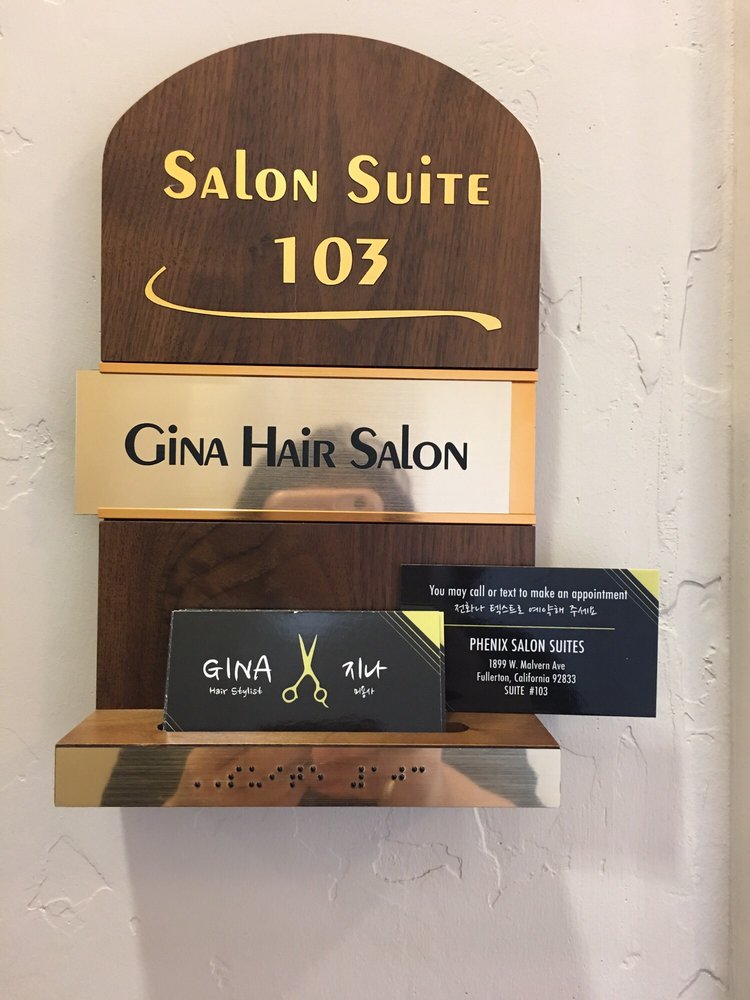 Salon Suite
103
Gina Hair Salon
You may call or text to make an appointment
전화나 텍스트로 예약해 주세요
PHENIX SALON SUITES
1899 W. Malvern Ave
Fullerton, California 92833
SUITE #103
GINA
지나
Hair Stylist
미용사